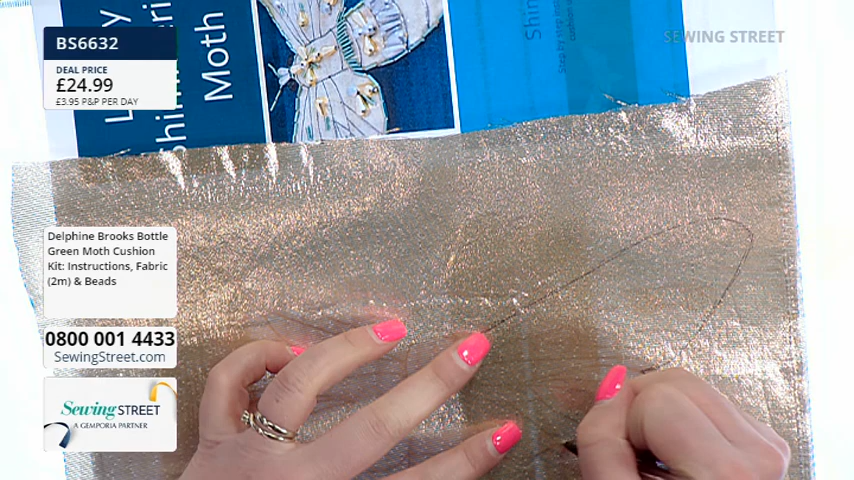 BS6632
DEAL PRICE
£24.99
£3.95 P&P PER DAY
Moth
SEWING STREET
Delphine Brooks Bottle
Green Moth Cushion
Kit: Instructions, Fabric
(2m) & Beads
0800 001 4433
SewingStreet.com
Sewing STREET
A GEMPORIA PARTNER